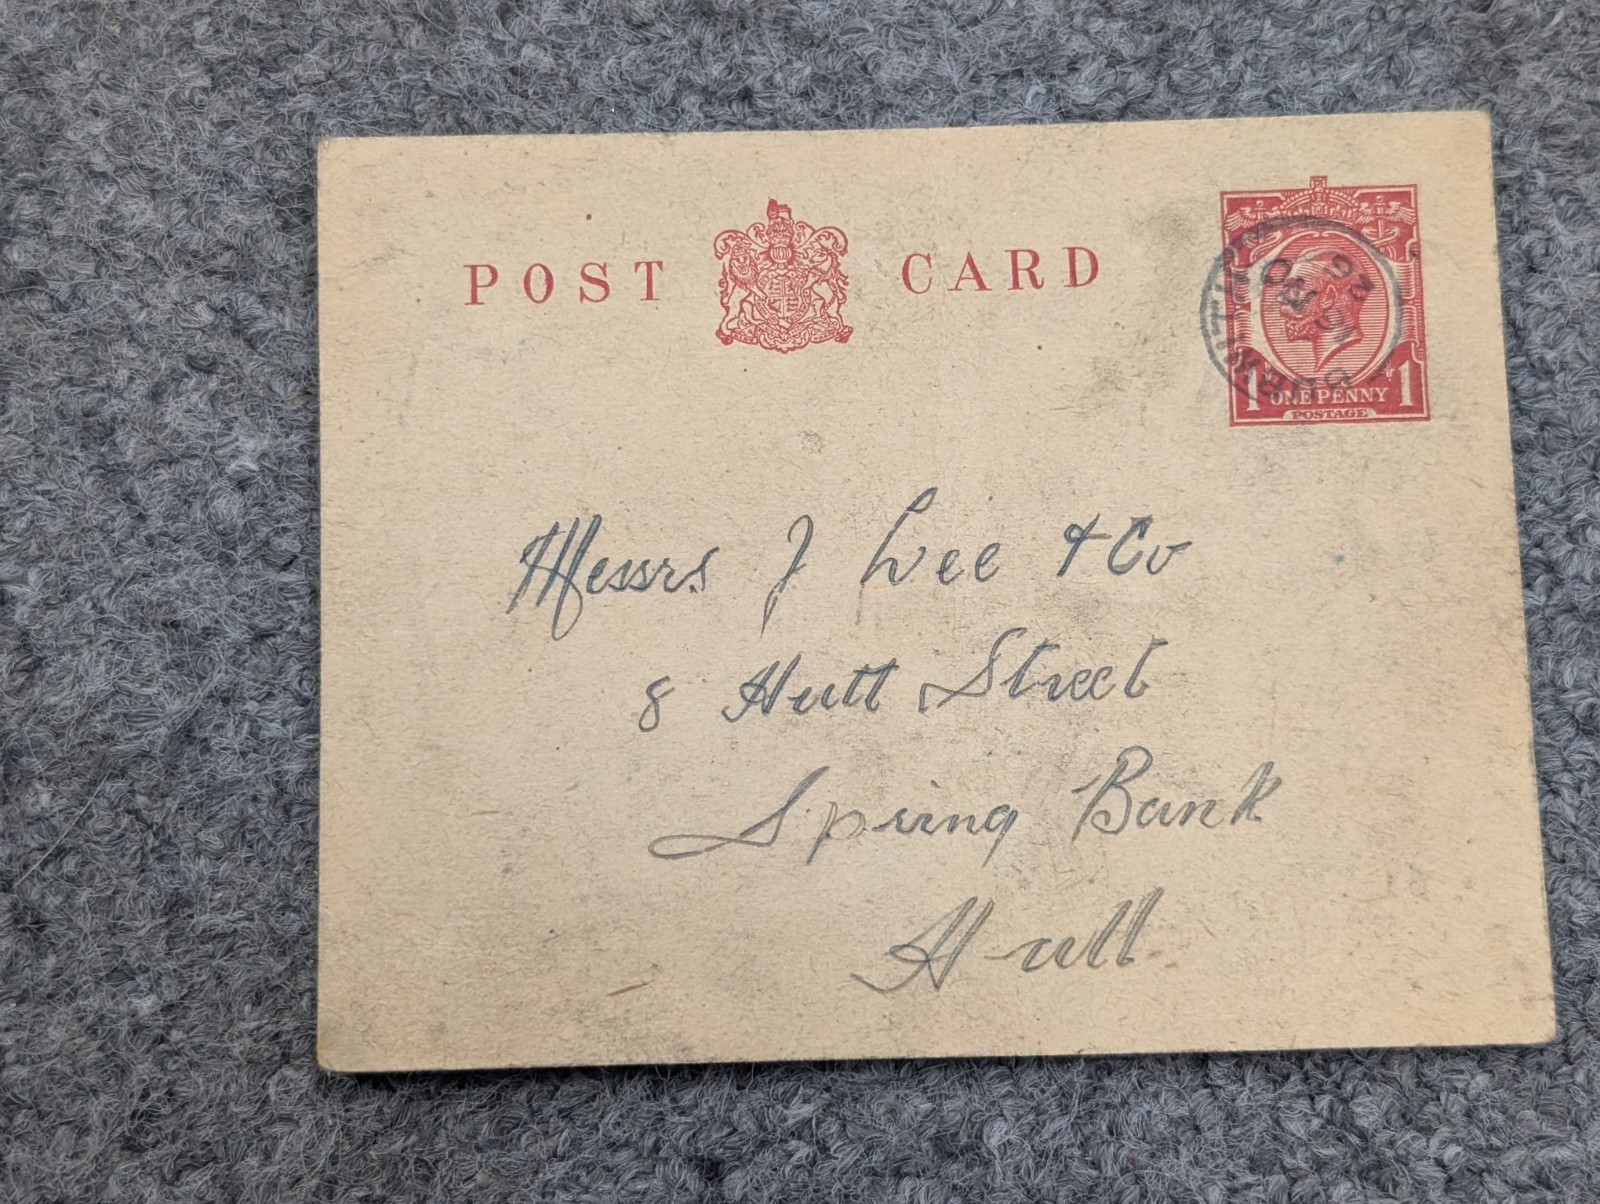 POST CARD
1 ONE PENNY 1
POSTAGE
Messrs J Lee & Co
8 Hutt Street
Spring Bank
Hull